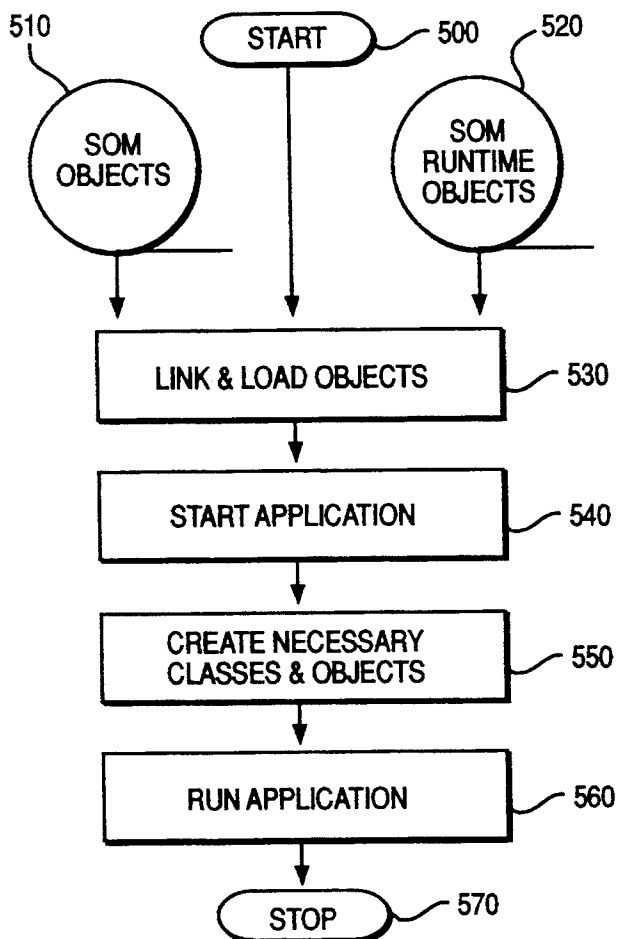 510
START
500
520
SOM
OBJECTS
SOM
RUNTIME
OBJECTS
LINK & LOAD OBJECTS
530
START APPLICATION
540
CREATE NECESSARY
CLASSES & OBJECTS
550
RUN APPLICATION
560
STOP
570